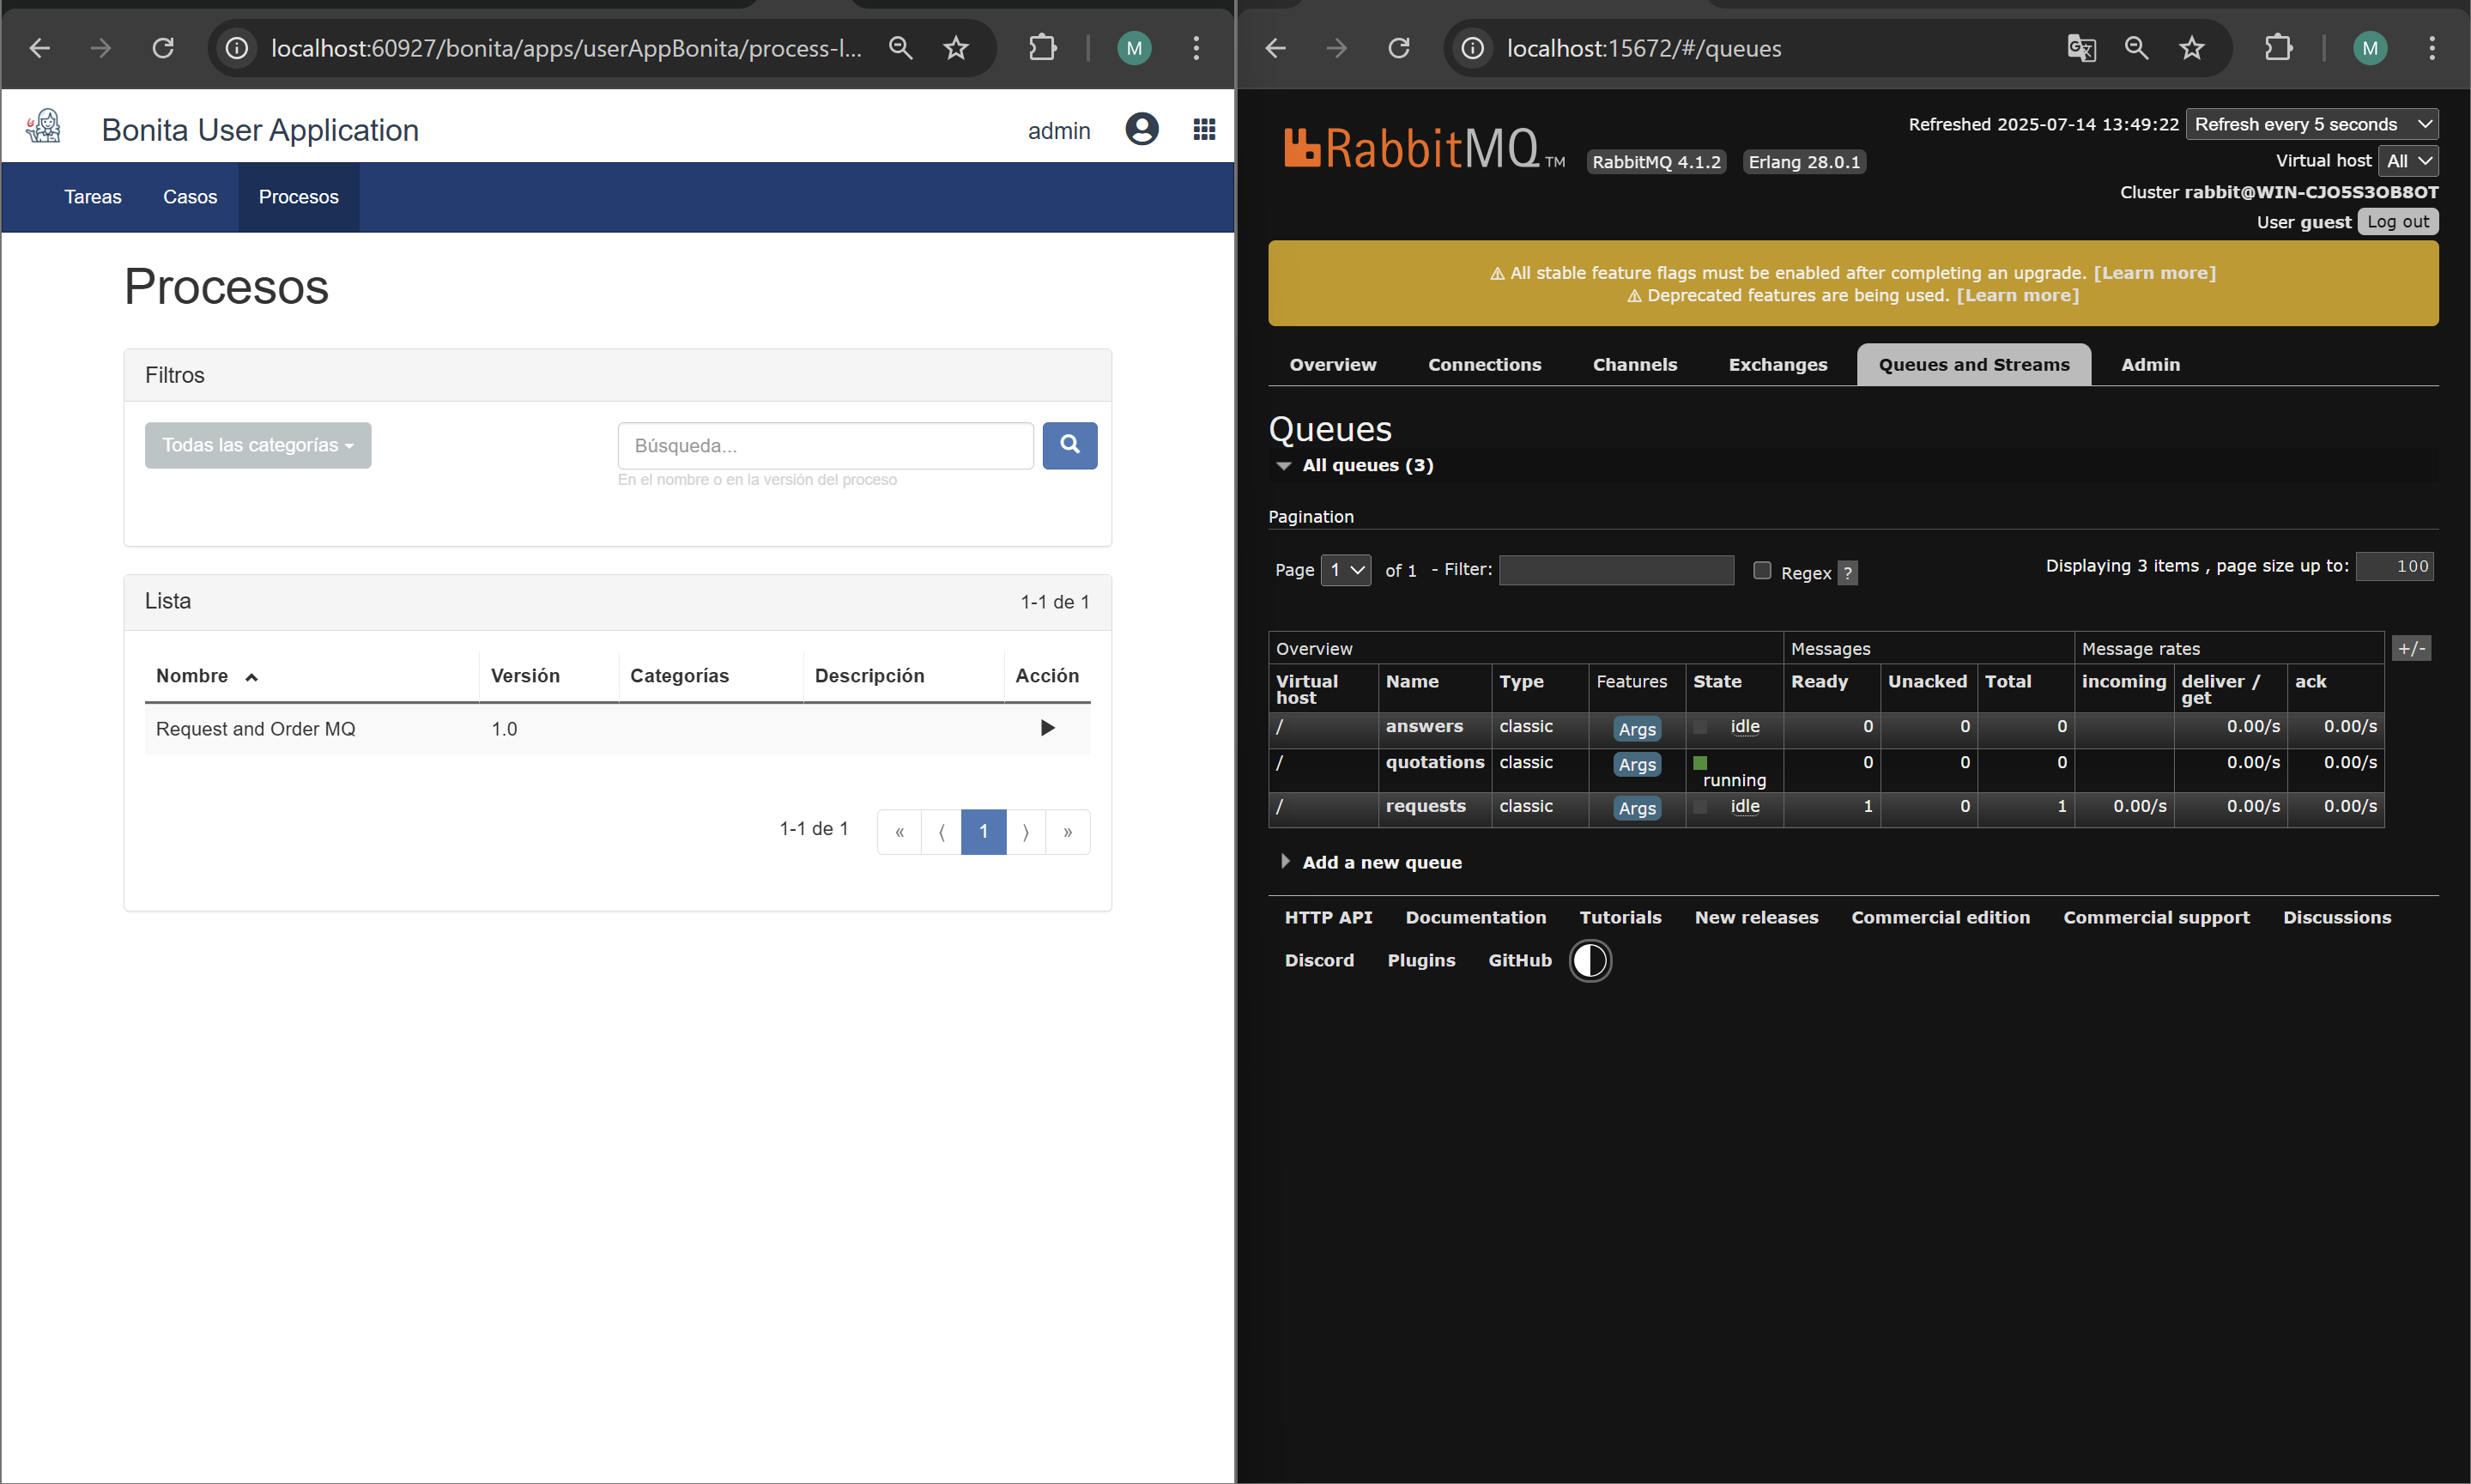 localhost:60927/bonita/apps/userAppBonita/process-l...
M
Bonita User Application
admin
Tareas
Casos
Procesos
Procesos
Filtros
Todas las categorías
Búsqueda...
En el nombre o en la versión del proceso
Lista
1-1 de 1
Nombre
Versión
Categorías
Descripción
Acción
Request and Order MQ
1.0
1-1 de 1
«
⟨
1
⟩
»
localhost:15672/#/queues
M
RabbitMQ TM
RabbitMQ 4.1.2
Erlang 28.0.1
Refreshed 2025-07-14 13:49:22
Refresh every 5 seconds
Virtual host
All
Cluster rabbit@WIN-CJO5S3OB8OT
User guest
Log out
⚠ All stable feature flags must be enabled after completing an upgrade. [Learn more]
⚠ Deprecated features are being used. [Learn more]
Overview
Connections
Channels
Exchanges
Queues and Streams
Admin
Queues
All queues (3)
Pagination
Page 1 of 1 - Filter:
Regex ?
Displaying 3 items , page size up to: 100
Overview Messages Message rates +/-
Virtual host Name Type Features State Ready Unacked Total incoming deliver / get ack
/ answers classic Args idle 0 0 0 0.00/s 0.00/s
/ quotations classic Args running 0 0 0 0.00/s 0.00/s
/ requests classic Args idle 1 0 1 0.00/s 0.00/s 0.00/s
Add a new queue
HTTP API Documentation Tutorials New releases Commercial edition Commercial support Discussions
Discord Plugins GitHub